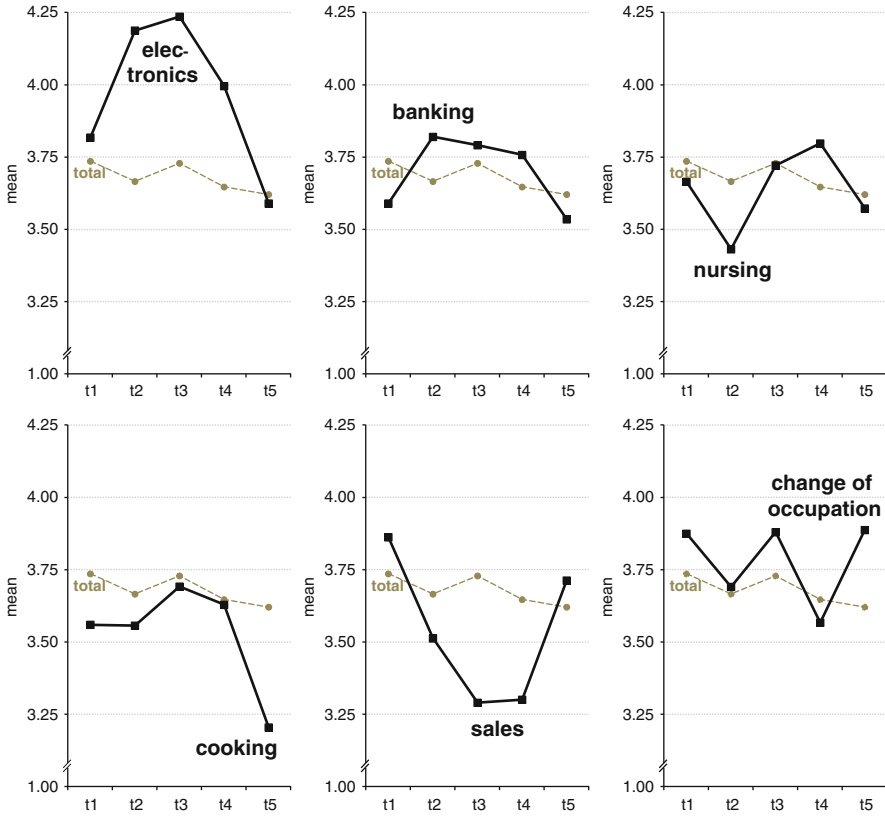 4.25
4.00
3.75
3.50
3.25
1.00
mean
elec-
tronics
total
t1 t2 t3 t4 t5
4.25
4.00
3.75
3.50
3.25
1.00
mean
banking
total
t1 t2 t3 t4 t5
4.25
4.00
3.75
3.50
3.25
1.00
mean
total
nursing
t1 t2 t3 t4 t5
4.25
4.00
3.75
3.50
3.25
1.00
mean
total
cooking
t1 t2 t3 t4 t5
4.25
4.00
3.75
3.50
3.25
1.00
mean
total
sales
t1 t2 t3 t4 t5
4.25
4.00
3.75
3.50
3.25
1.00
mean
change of
occupation
total
t1 t2 t3 t4 t5